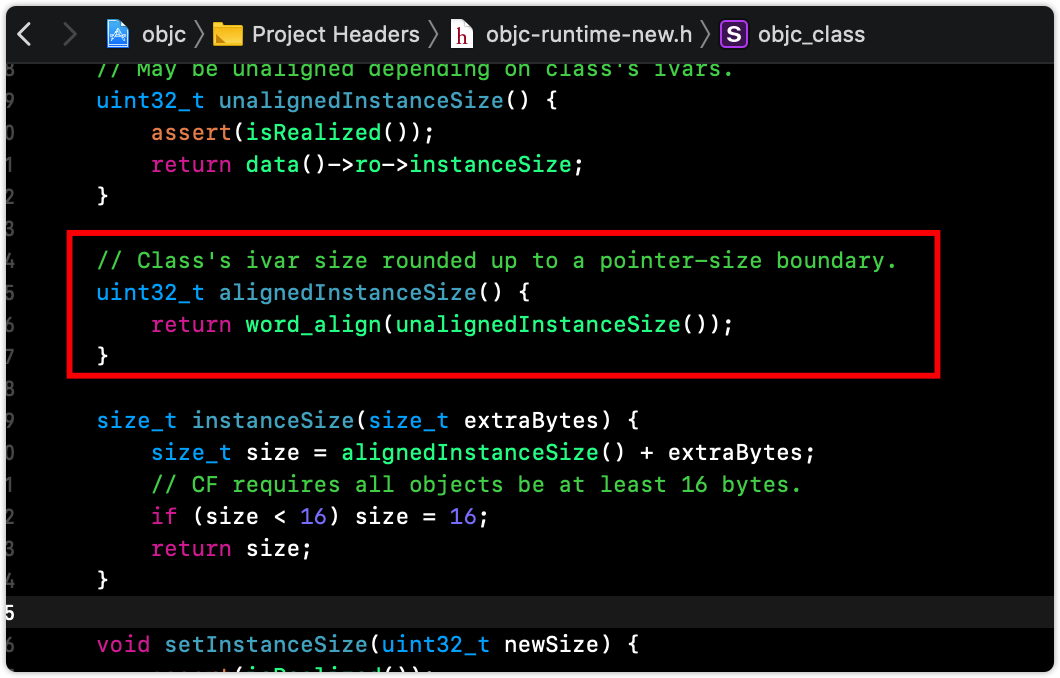 objc Project Headers h objc-runtime-new.h S objc_class
// May be unaligned depending on class's ivars.
9 uint32_t unalignedInstanceSize() {
0 assert(isRealized());
1 return data()->ro->instanceSize;
2 }
3
4 // Class's ivar size rounded up to a pointer-size boundary.
5 uint32_t alignedInstanceSize() {
6 return word_align(unalignedInstanceSize());
7 }
8
9 size_t instanceSize(size_t extraBytes) {
0 size_t size = alignedInstanceSize() + extraBytes;
1 // CF requires all objects be at least 16 bytes.
2 if (size < 16) size = 16;
3 return size;
4 }
5
6 void setInstanceSize(uint32_t newSize) {
assert(isRealized());